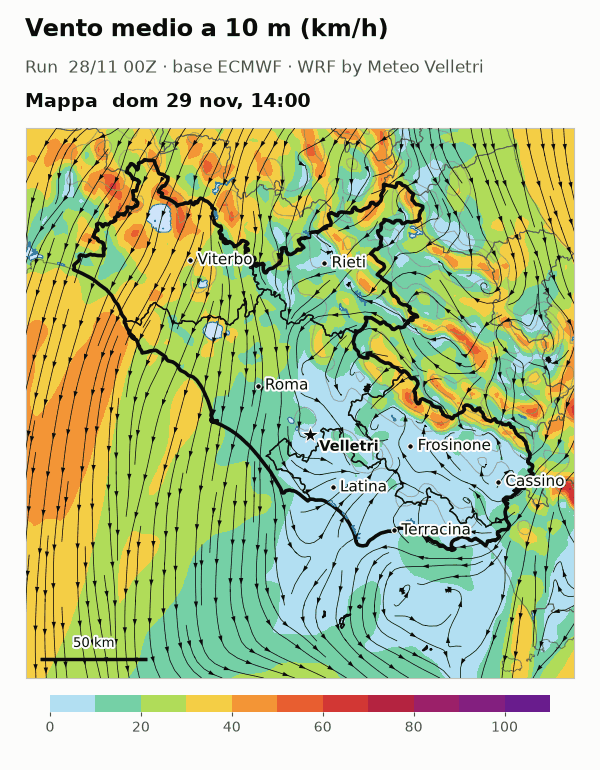 Vento medio a 10 m (km/h)
Run  28/11 00Z · base ECMWF · WRF by Meteo Velletri
Mappa  dom 29 nov, 14:00
Viterbo
Rieti
Roma
Velletri
Frosinone
Latina
Cassino
Terracina
50 km
0 20 40 60 80 100